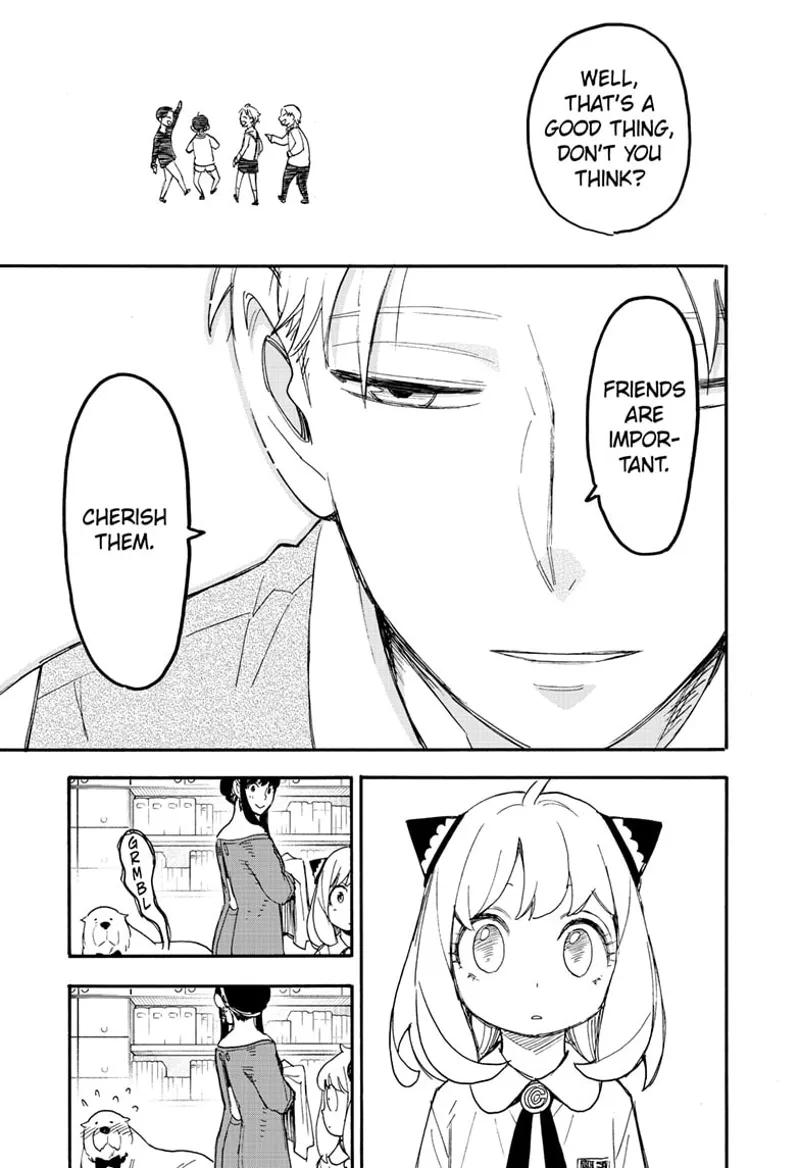 WELL,
THAT'S A
GOOD THING,
DON'T YOU
THINK?
FRIENDS
ARE
IMPOR-
TANT.
CHERISH
THEM.
GRMBL
C